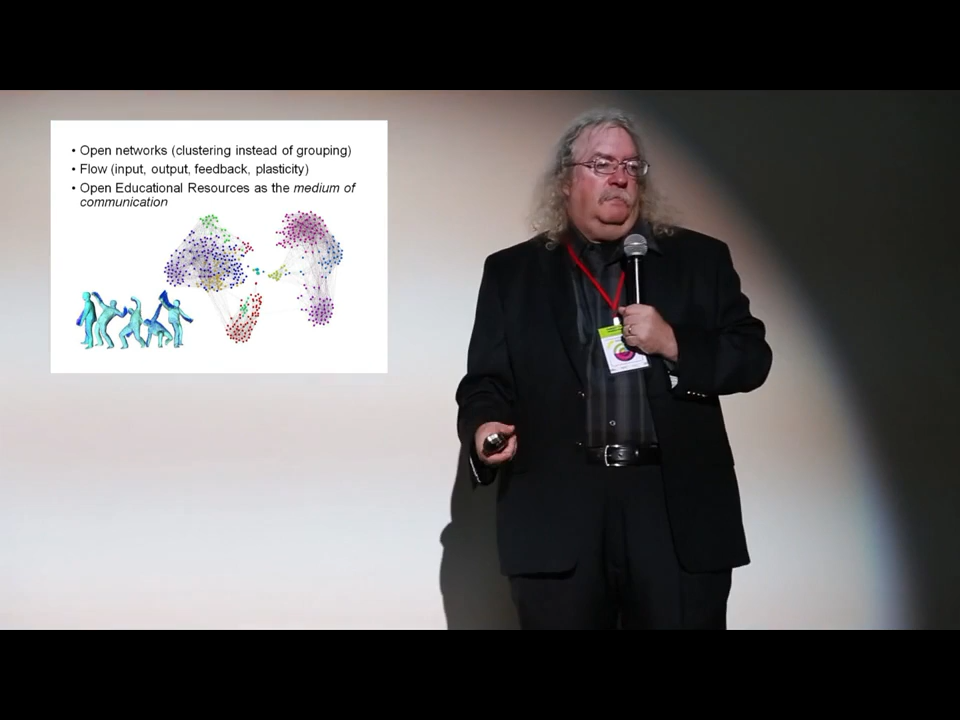 • Open networks (clustering instead of grouping)
• Flow (input, output, feedback, plasticity)
• Open Educational Resources as the medium of
communication